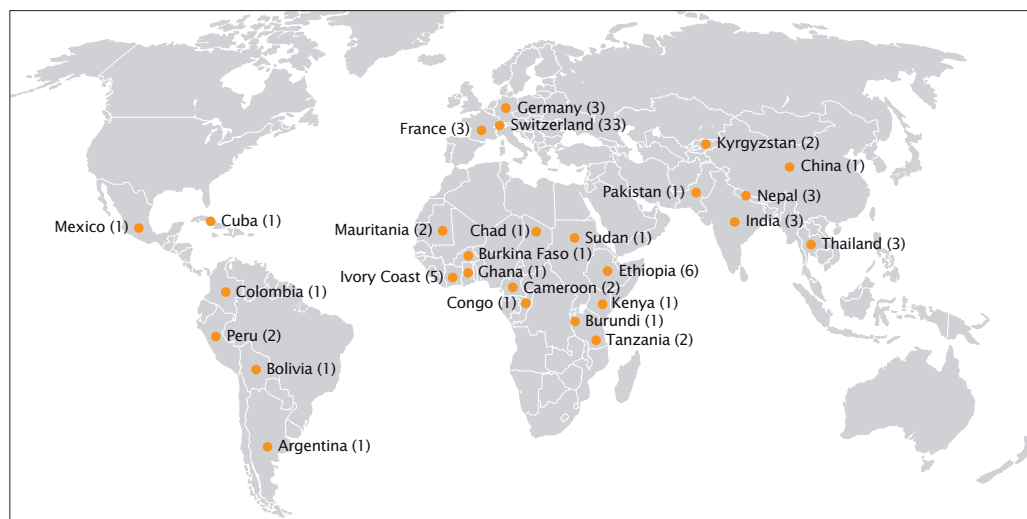 Germany (3)
Switzerland (33)
France (3)
Kyrgyzstan (2)
China (1)
Pakistan (1)
Nepal (3)
Mexico (1)
Cuba (1)
Mauritania (2)
Chad (1)
Sudan (1)
India (3)
Thailand (3)
Burkina Faso (1)
Ivory Coast (5)
Ghana (1)
Ethiopia (6)
Cameroon (2)
Colombia (1)
Congo (1)
Kenya (1)
Burundi (1)
Peru (2)
Tanzania (2)
Bolivia (1)
Argentina (1)